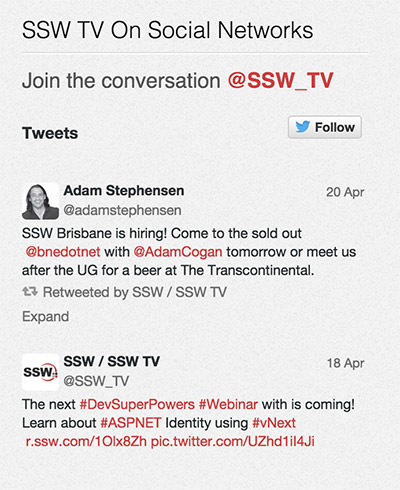 SSW TV On Social Networks
Join the conversation @SSW_TV
Tweets
Follow
Adam Stephensen
20 Apr
@adamstephensen
SSW Brisbane is hiring! Come to the sold out
@bnedotnet with @AdamCogan tomorrow or meet us
after the UG for a beer at The Transcontinental.
Retweeted by SSW / SSW TV
Expand
SSW
SSW / SSW TV
18 Apr
@SSW_TV
The next #DevSuperPowers #Webinar with is coming!
Learn about #ASPNET Identity using #vNext
r.ssw.com/1Olx8Zh pic.twitter.com/UZhd1iI4Ji